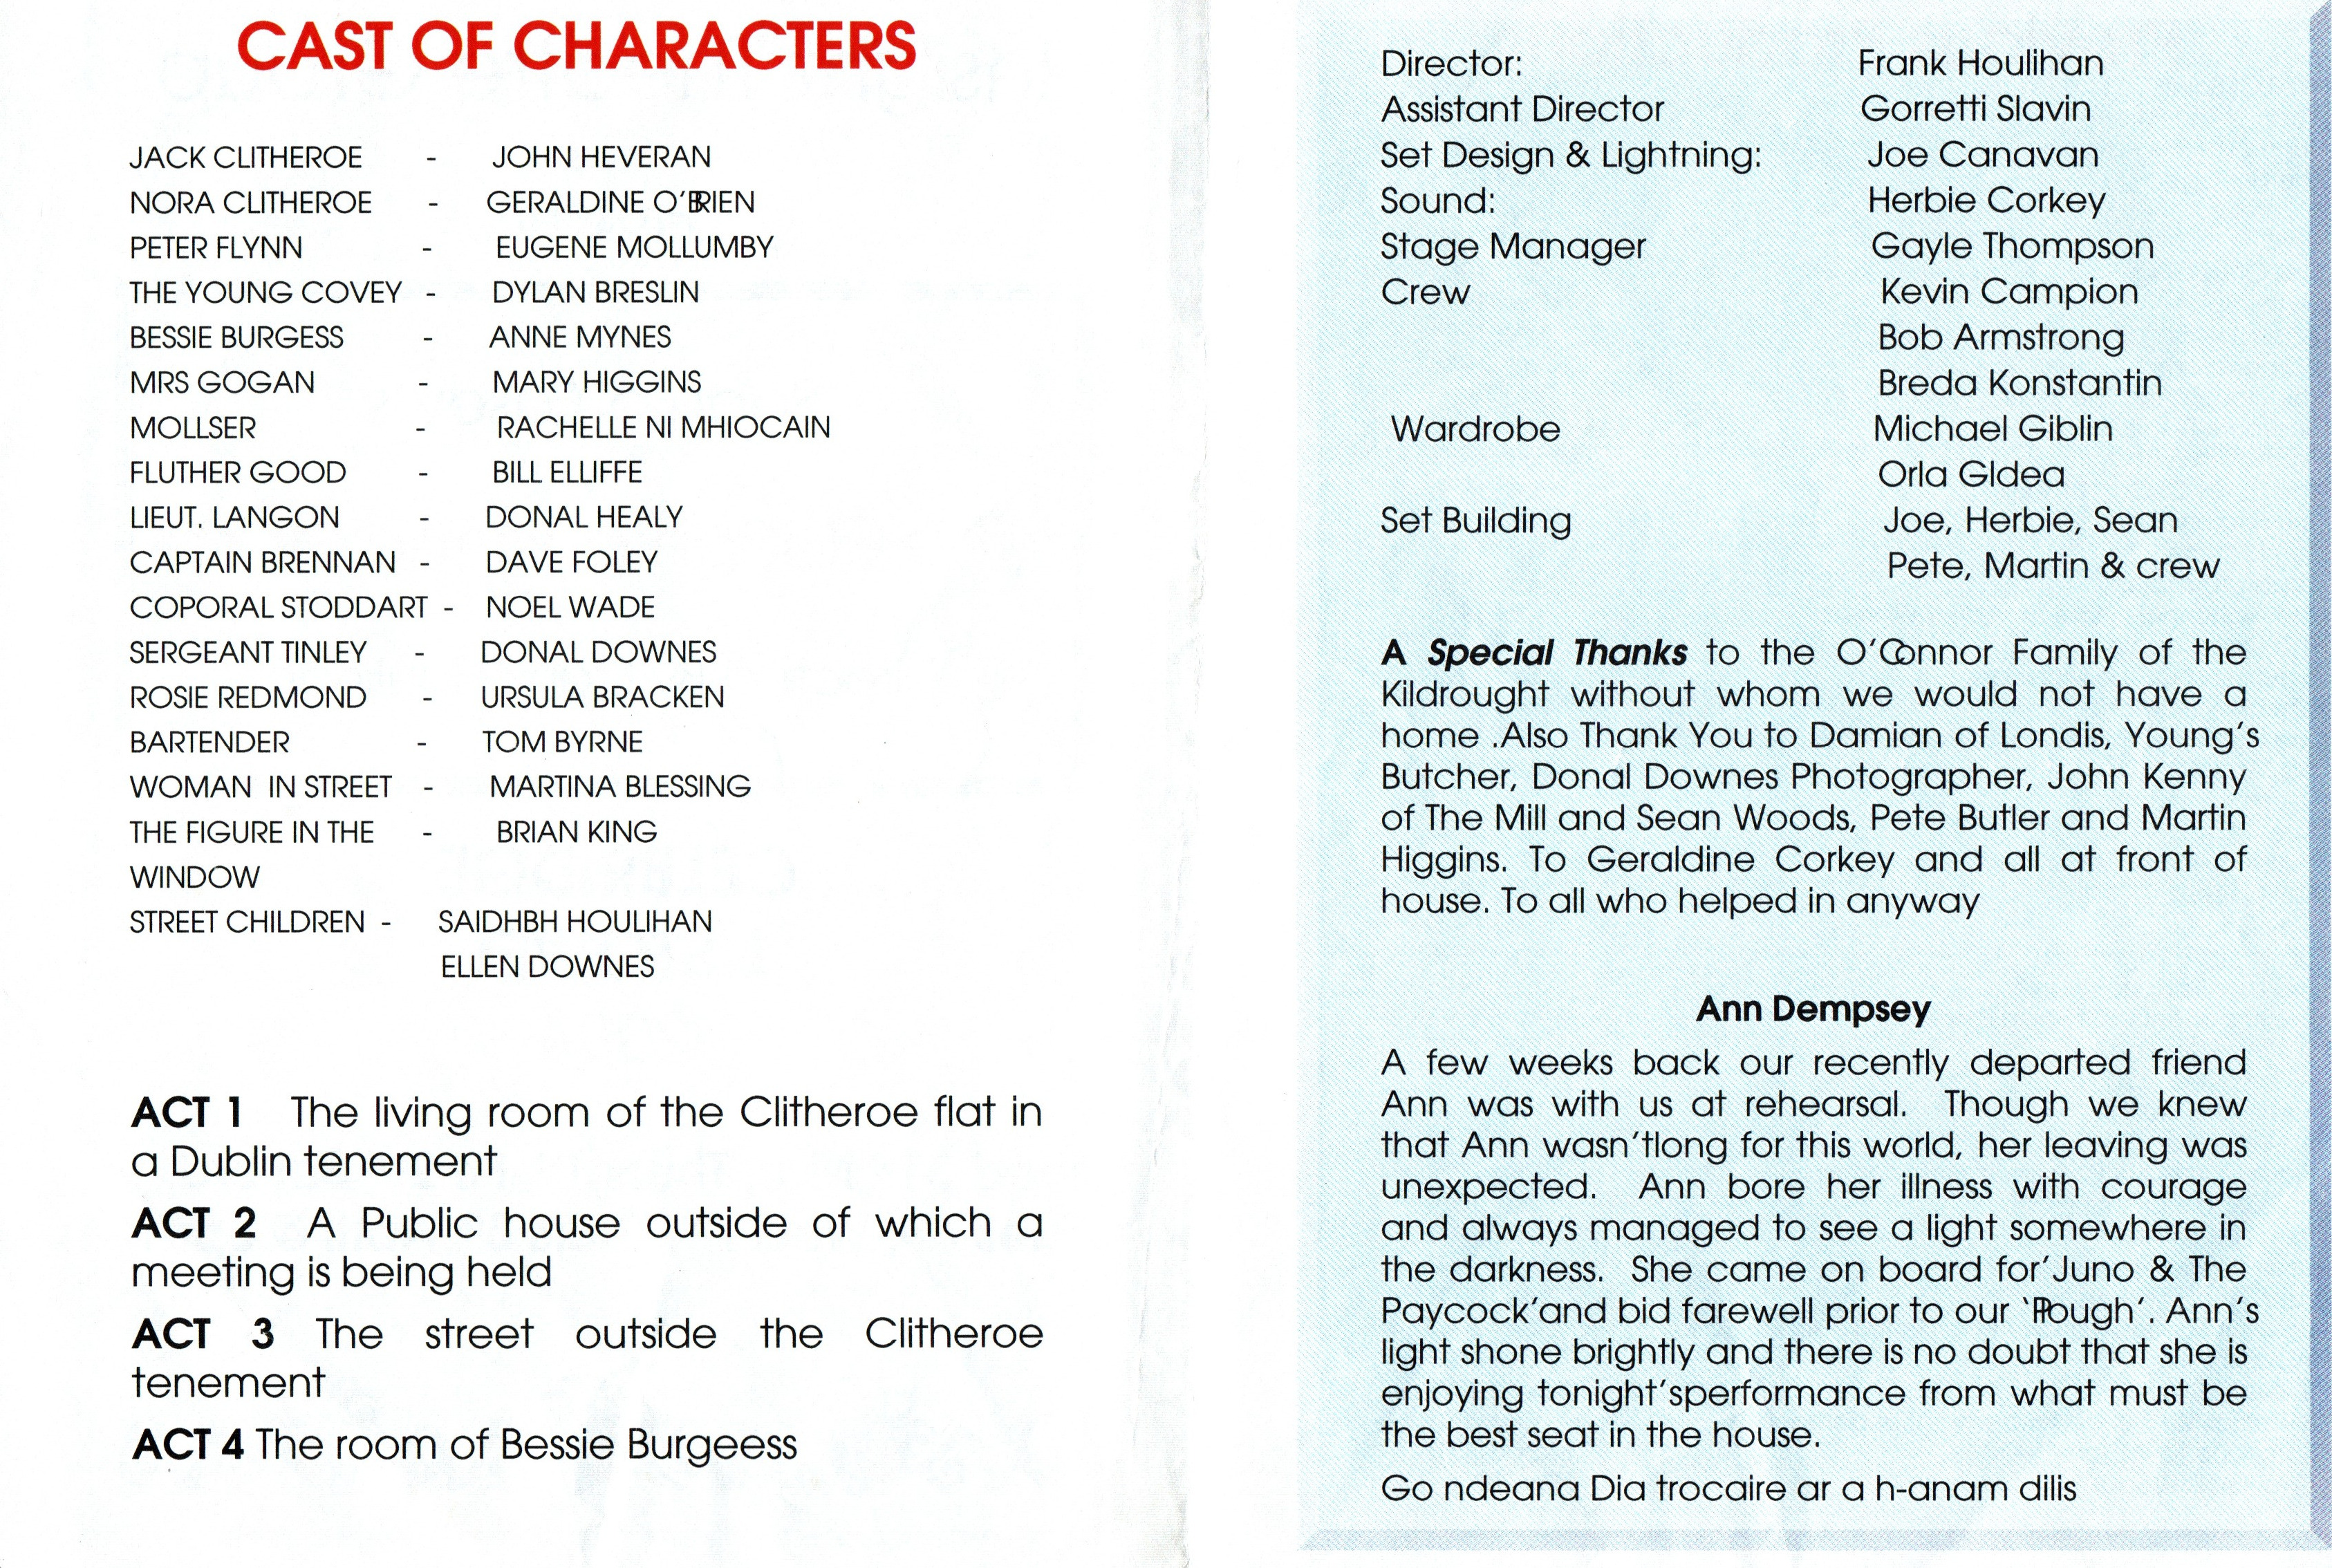 CAST OF CHARACTERS
JACK CLITHEROE - JOHN HEVERAN
NORA CLITHEROE - GERALDINE O'BRIEN
PETER FLYNN - EUGENE MOLLUMBY
THE YOUNG COVEY - DYLAN BRESLIN
BESSIE BURGESS - ANNE MYNES
MRS GOGAN - MARY HIGGINS
MOLLSER - RACHELLE NI MHIOCAIN
FLUTHER GOOD - BILL ELLIFFE
LIEUT. LANGON - DONAL HEALY
CAPTAIN BRENNAN - DAVE FOLEY
COPORAL STODDART - NOEL WADE
SERGEANT TINLEY - DONAL DOWNES
ROSIE REDMOND - URSULA BRACKEN
BARTENDER - TOM BYRNE
WOMAN IN STREET - MARTINA BLESSING
THE FIGURE IN THE - BRIAN KING
WINDOW
STREET CHILDREN - SAIDHBH HOULIHAN
ELLEN DOWNES
ACT 1 The living room of the Clitheroe flat in
a Dublin tenement
ACT 2 A Public house outside of which a
meeting is being held
ACT 3 The street outside the Clitheroe
tenement
ACT 4 The room of Bessie Burgeess
Director: Frank Houlihan
Assistant Director Gorretti Slavin
Set Design & Lightning: Joe Canavan
Sound: Herbie Corkey
Stage Manager Gayle Thompson
Crew Kevin Campion
Bob Armstrong
Breda Konstantin
Wardrobe Michael Giblin
Orla Gldea
Set Building Joe, Herbie, Sean
Pete, Martin & crew
A Special Thanks to the O'Connor Family of the
Kildrought without whom we would not have a
home .Also Thank You to Damian of Londis, Young's
Butcher, Donal Downes Photographer, John Kenny
of The Mill and Sean Woods, Pete Butler and Martin
Higgins. To Geraldine Corkey and all at front of
house. To all who helped in anyway
Ann Dempsey
A few weeks back our recently departed friend
Ann was with us at rehearsal. Though we knew
that Ann wasn'tlong for this world, her leaving was
unexpected. Ann bore her illness with courage
and always managed to see a light somewhere in
the darkness. She came on board for'Juno & The
Paycock'and bid farewell prior to our 'Plough'. Ann's
light shone brightly and there is no doubt that she is
enjoying tonight'sperformance from what must be
the best seat in the house.
Go ndeana Dia trocaire ar a h-anam dilis